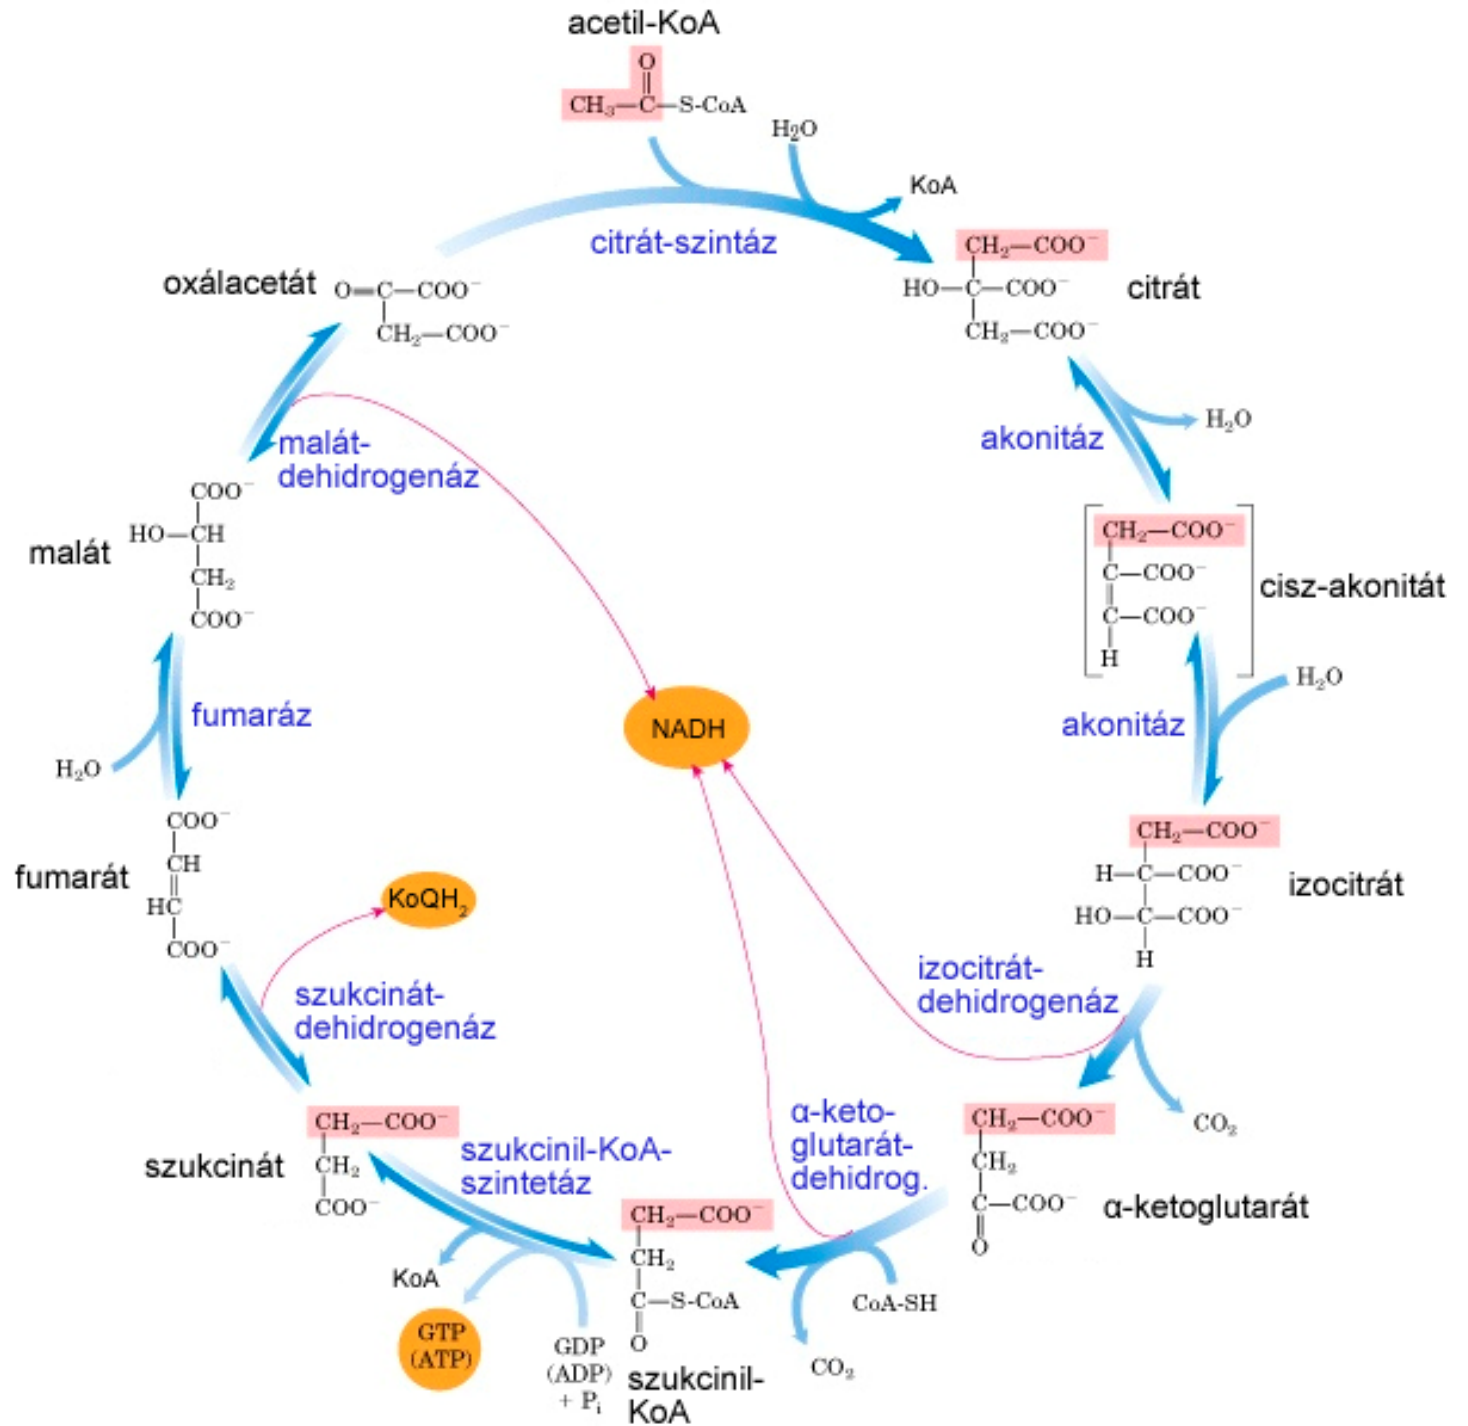 acetil-KoA
O
CH₃—C—S-CoA
H₂O
KoA
citrát-szintáz
oxálacetát
O=C—COO⁻
CH₂—COO⁻
CH₂—COO⁻
HO—C—COO⁻
CH₂—COO⁻
citrát
akonitáz
H₂O
CH₂—COO⁻
C—COO⁻
C—COO⁻
H
cisz-akonitát
akonitáz
H₂O
CH₂—COO⁻
H—C—COO⁻
HO—C—COO⁻
H
izocitrát
izocitrát-
dehidrogenáz
CO₂
CH₂—COO⁻
CH₂
C—COO⁻
O
α-ketoglutarát
α-keto-
glutarát-
dehidrog.
CoA-SH
CO₂
CH₂—COO⁻
CH₂
C—S-CoA
O
szukcinil-
KoA
szukcinil-KoA-
szintetáz
GDP
(ADP)
+ Pᵢ
KoA
GTP
(ATP)
CH₂—COO⁻
CH₂
COO⁻
szukcinát
szukcinát-
dehidrogenáz
KoQH₂
COO⁻
CH
HC
COO⁻
fumarát
H₂O
fumaráz
COO⁻
HO—CH
CH₂
COO⁻
malát
malát-
dehidrogenáz
NADH